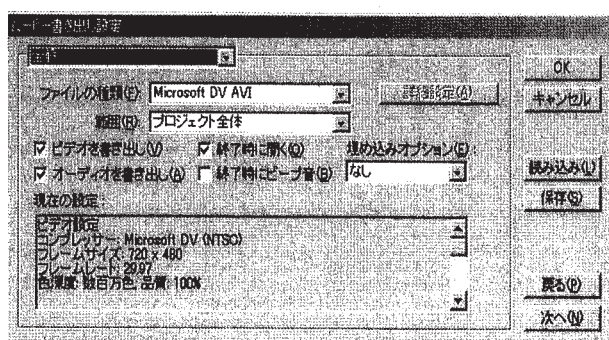 ムービー書き出し設定
全般
ファイルの種類(F): Microsoft DV AVI
詳細設定(A)
範囲(R): プロジェクト全体
ビデオを書き出し(V)
終了時に開く(O)
埋め込みオプション(E):
オーディオを書き出し(A)
終了時にビープ音(B)
なし
現在の設定:
ビデオ設定
コンプレッサー: Microsoft DV (NTSC)
フレームサイズ: 720 x 480
フレームレート: 29.97
色深度: 数百万色 品質: 100%
OK
キャンセル
読み込み(L)
保存(S)
戻る(P)
次へ(N)